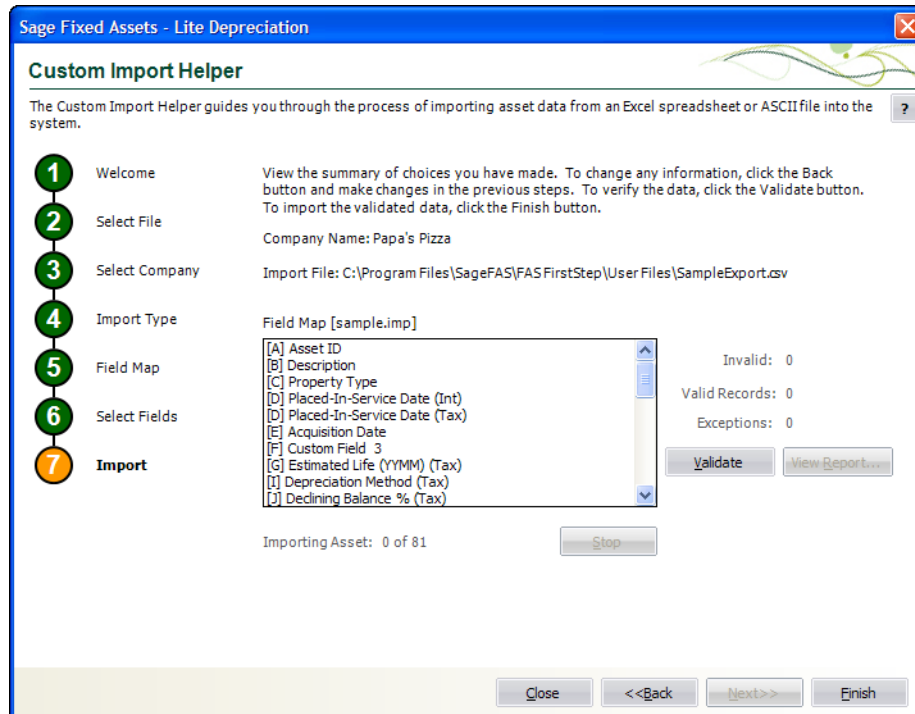 Sage Fixed Assets - Lite Depreciation
Custom Import Helper
The Custom Import Helper guides you through the process of importing asset data from an Excel spreadsheet or ASCII file into the
system.
?
1 Welcome
2 Select File
3 Select Company
4 Import Type
5 Field Map
6 Select Fields
7 Import
View the summary of choices you have made. To change any information, click the Back
button and make changes in the previous steps. To verify the data, click the Validate button.
To import the validated data, click the Finish button.
Company Name: Papa's Pizza
Import File: C:\Program Files\SageFAS\FAS FirstStep\User Files\SampleExport.csv
Field Map [sample.imp]
[A] Asset ID
[B] Description
[C] Property Type
[D] Placed-In-Service Date (Int)
[D] Placed-In-Service Date (Tax)
[E] Acquisition Date
[F] Custom Field 3
[G] Estimated Life (YYMM) (Tax)
[I] Depreciation Method (Tax)
[J] Declining Balance % (Tax)
Invalid: 0
Valid Records: 0
Exceptions: 0
Validate
View Report...
Importing Asset: 0 of 81
Stop
Close
<<Back
Next>>
Finish